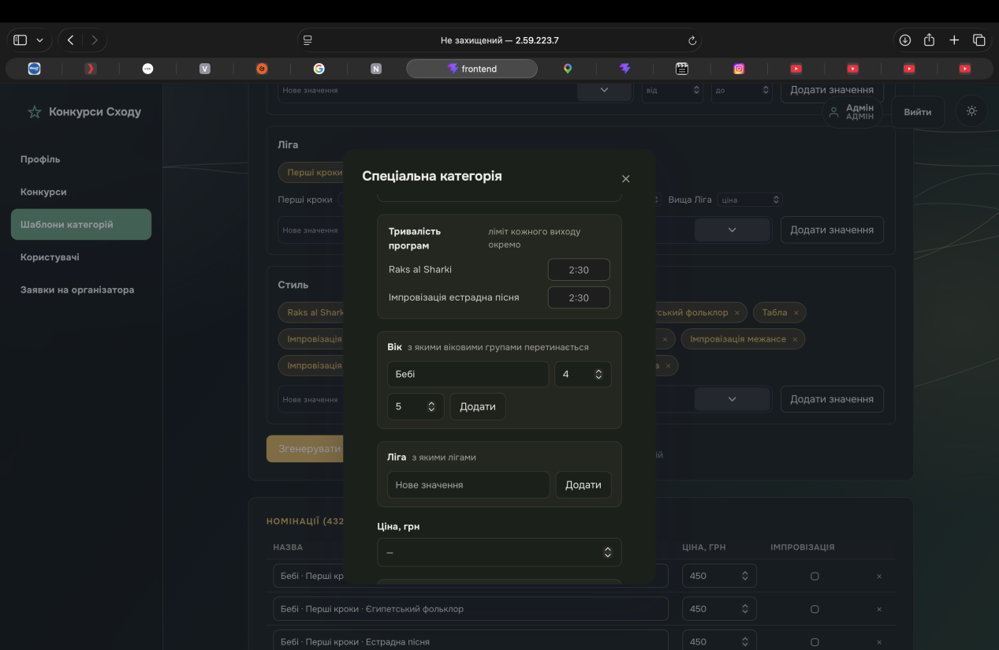 Не захищений — 2.59.223.7
V
G
N
frontend
Конкурси Сходу
Профіль
Конкурси
Шаблони категорій
Користувачі
Заявки на організатора
Нове значення
від
до
Додати значення
Адмін
АДМІН
Вийти
Ліга
Перші кроки
Перші кроки
Вища Ліга
ціна
Нове значення
Додати значення
Стиль
Raks al Shark
ський фольклор ×
Табла ×
Імпровізація
×
Імпровізація межансе ×
Імпровізація
а ×
Нове значення
Додати значення
Згенерувати
ій
Спеціальна категорія
×
Тривалість
програм
ліміт кожного виходу
окремо
Raks al Sharki
2:30
Імпровізація естрадна пісня
2:30
Вік з якими віковими групами перетинається
Бебі
4
5
Додати
Ліга з якими лігами
Нове значення
Додати
Ціна, грн
—
НОМІНАЦІЇ (432
НАЗВА
ЦІНА, ГРН
ІМПРОВІЗАЦІЯ
Бебі · Перші кр
450
×
Бебі · Перші кроки · Єгипетський фольклор
450
×
Бебі · Перші кроки · Естрадна пісня
450
×